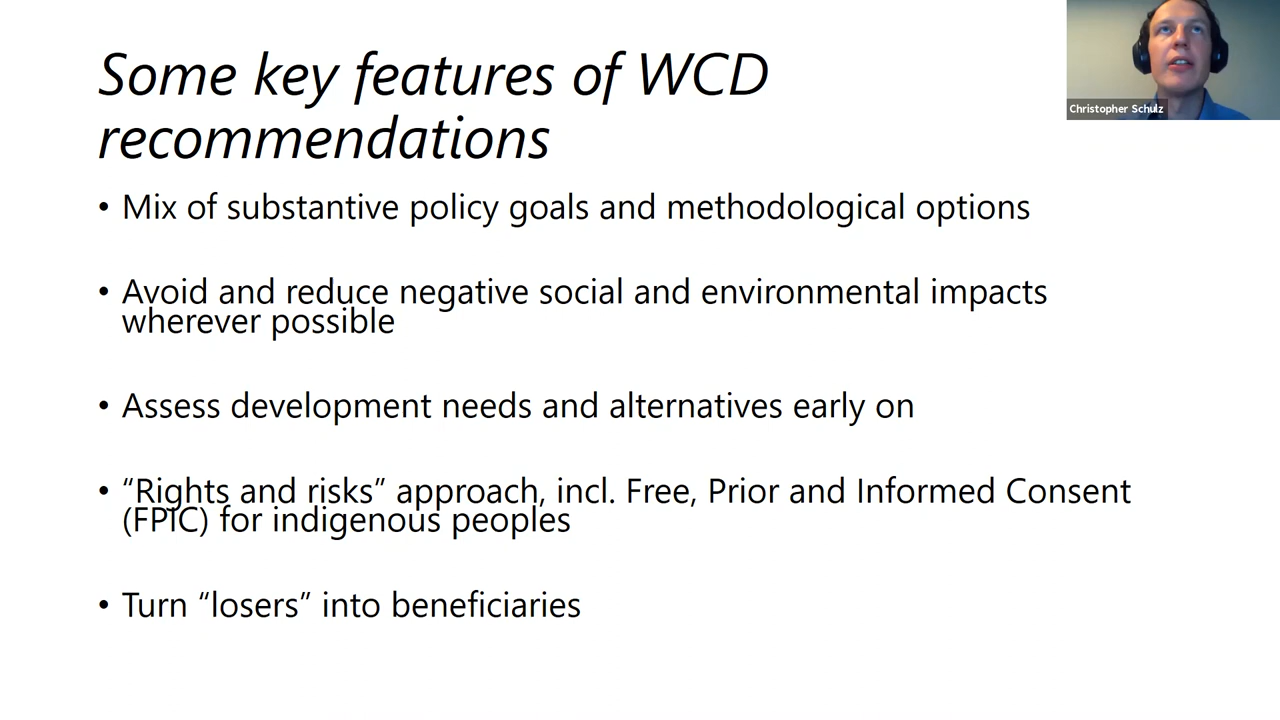 Some key features of WCD
recommendations
Christopher Schulz
• Mix of substantive policy goals and methodological options
• Avoid and reduce negative social and environmental impacts
wherever possible
• Assess development needs and alternatives early on
• “Rights and risks” approach, incl. Free, Prior and Informed Consent
(FPIC) for indigenous peoples
• Turn “losers” into beneficiaries